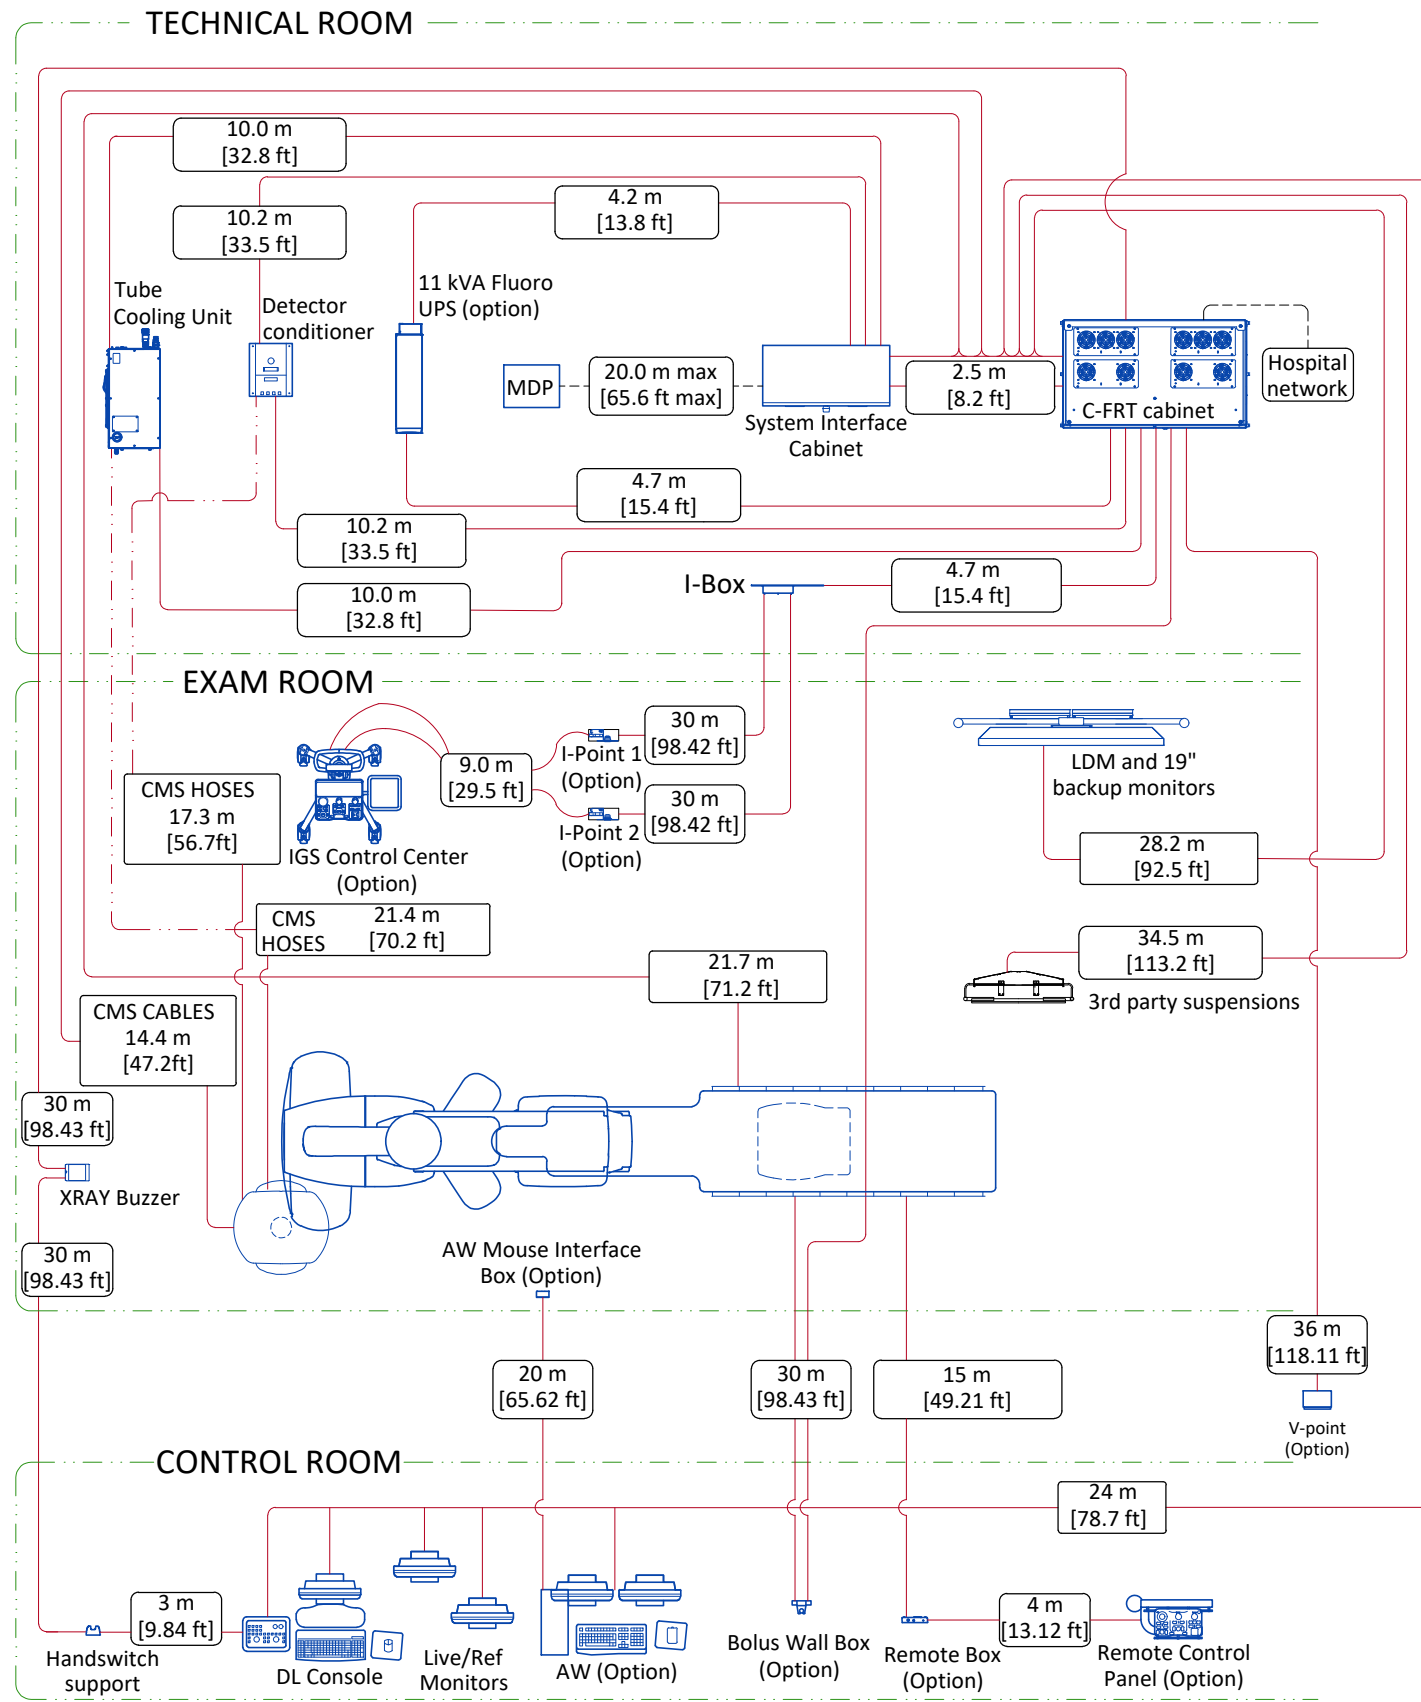 TECHNICAL ROOM
10.0 m
[32.8 ft]
4.2 m
[13.8 ft]
10.2 m
[33.5 ft]
11 kVA Fluoro
UPS (option)
Tube
Cooling Unit
Detector
conditioner
MDP
20.0 m max
[65.6 ft max]
System Interface
Cabinet
2.5 m
[8.2 ft]
C-FRT cabinet
Hospital
network
4.7 m
[15.4 ft]
10.2 m
[33.5 ft]
10.0 m
[32.8 ft]
I-Box
4.7 m
[15.4 ft]
EXAM ROOM
30 m
[98.42 ft]
I-Point 1
(Option)
9.0 m
[29.5 ft]
30 m
[98.42 ft]
I-Point 2
(Option)
LDM and 19"
backup monitors
CMS HOSES
17.3 m
[56.7ft]
IGS Control Center
(Option)
28.2 m
[92.5 ft]
CMS
HOSES
21.4 m
[70.2 ft]
21.7 m
[71.2 ft]
34.5 m
[113.2 ft]
3rd party suspensions
CMS CABLES
14.4 m
[47.2ft]
30 m
[98.43 ft]
XRAY Buzzer
30 m
[98.43 ft]
AW Mouse Interface
Box (Option)
20 m
[65.62 ft]
30 m
[98.43 ft]
15 m
[49.21 ft]
36 m
[118.11 ft]
V-point
(Option)
CONTROL ROOM
24 m
[78.7 ft]
3 m
[9.84 ft]
Handswitch
support
DL Console
Live/Ref
Monitors
AW (Option)
Bolus Wall Box
(Option)
Remote Box
(Option)
4 m
[13.12 ft]
Remote Control
Panel (Option)